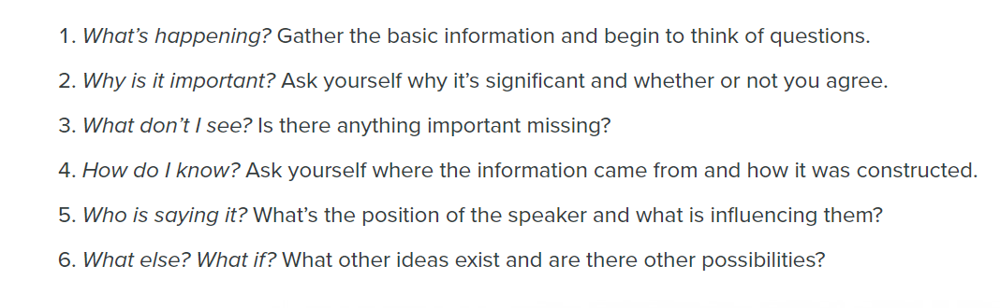 1. What’s happening? Gather the basic information and begin to think of questions.
2. Why is it important? Ask yourself why it’s significant and whether or not you agree.
3. What don’t I see? Is there anything important missing?
4. How do I know? Ask yourself where the information came from and how it was constructed.
5. Who is saying it? What’s the position of the speaker and what is influencing them?
6. What else? What if? What other ideas exist and are there other possibilities?